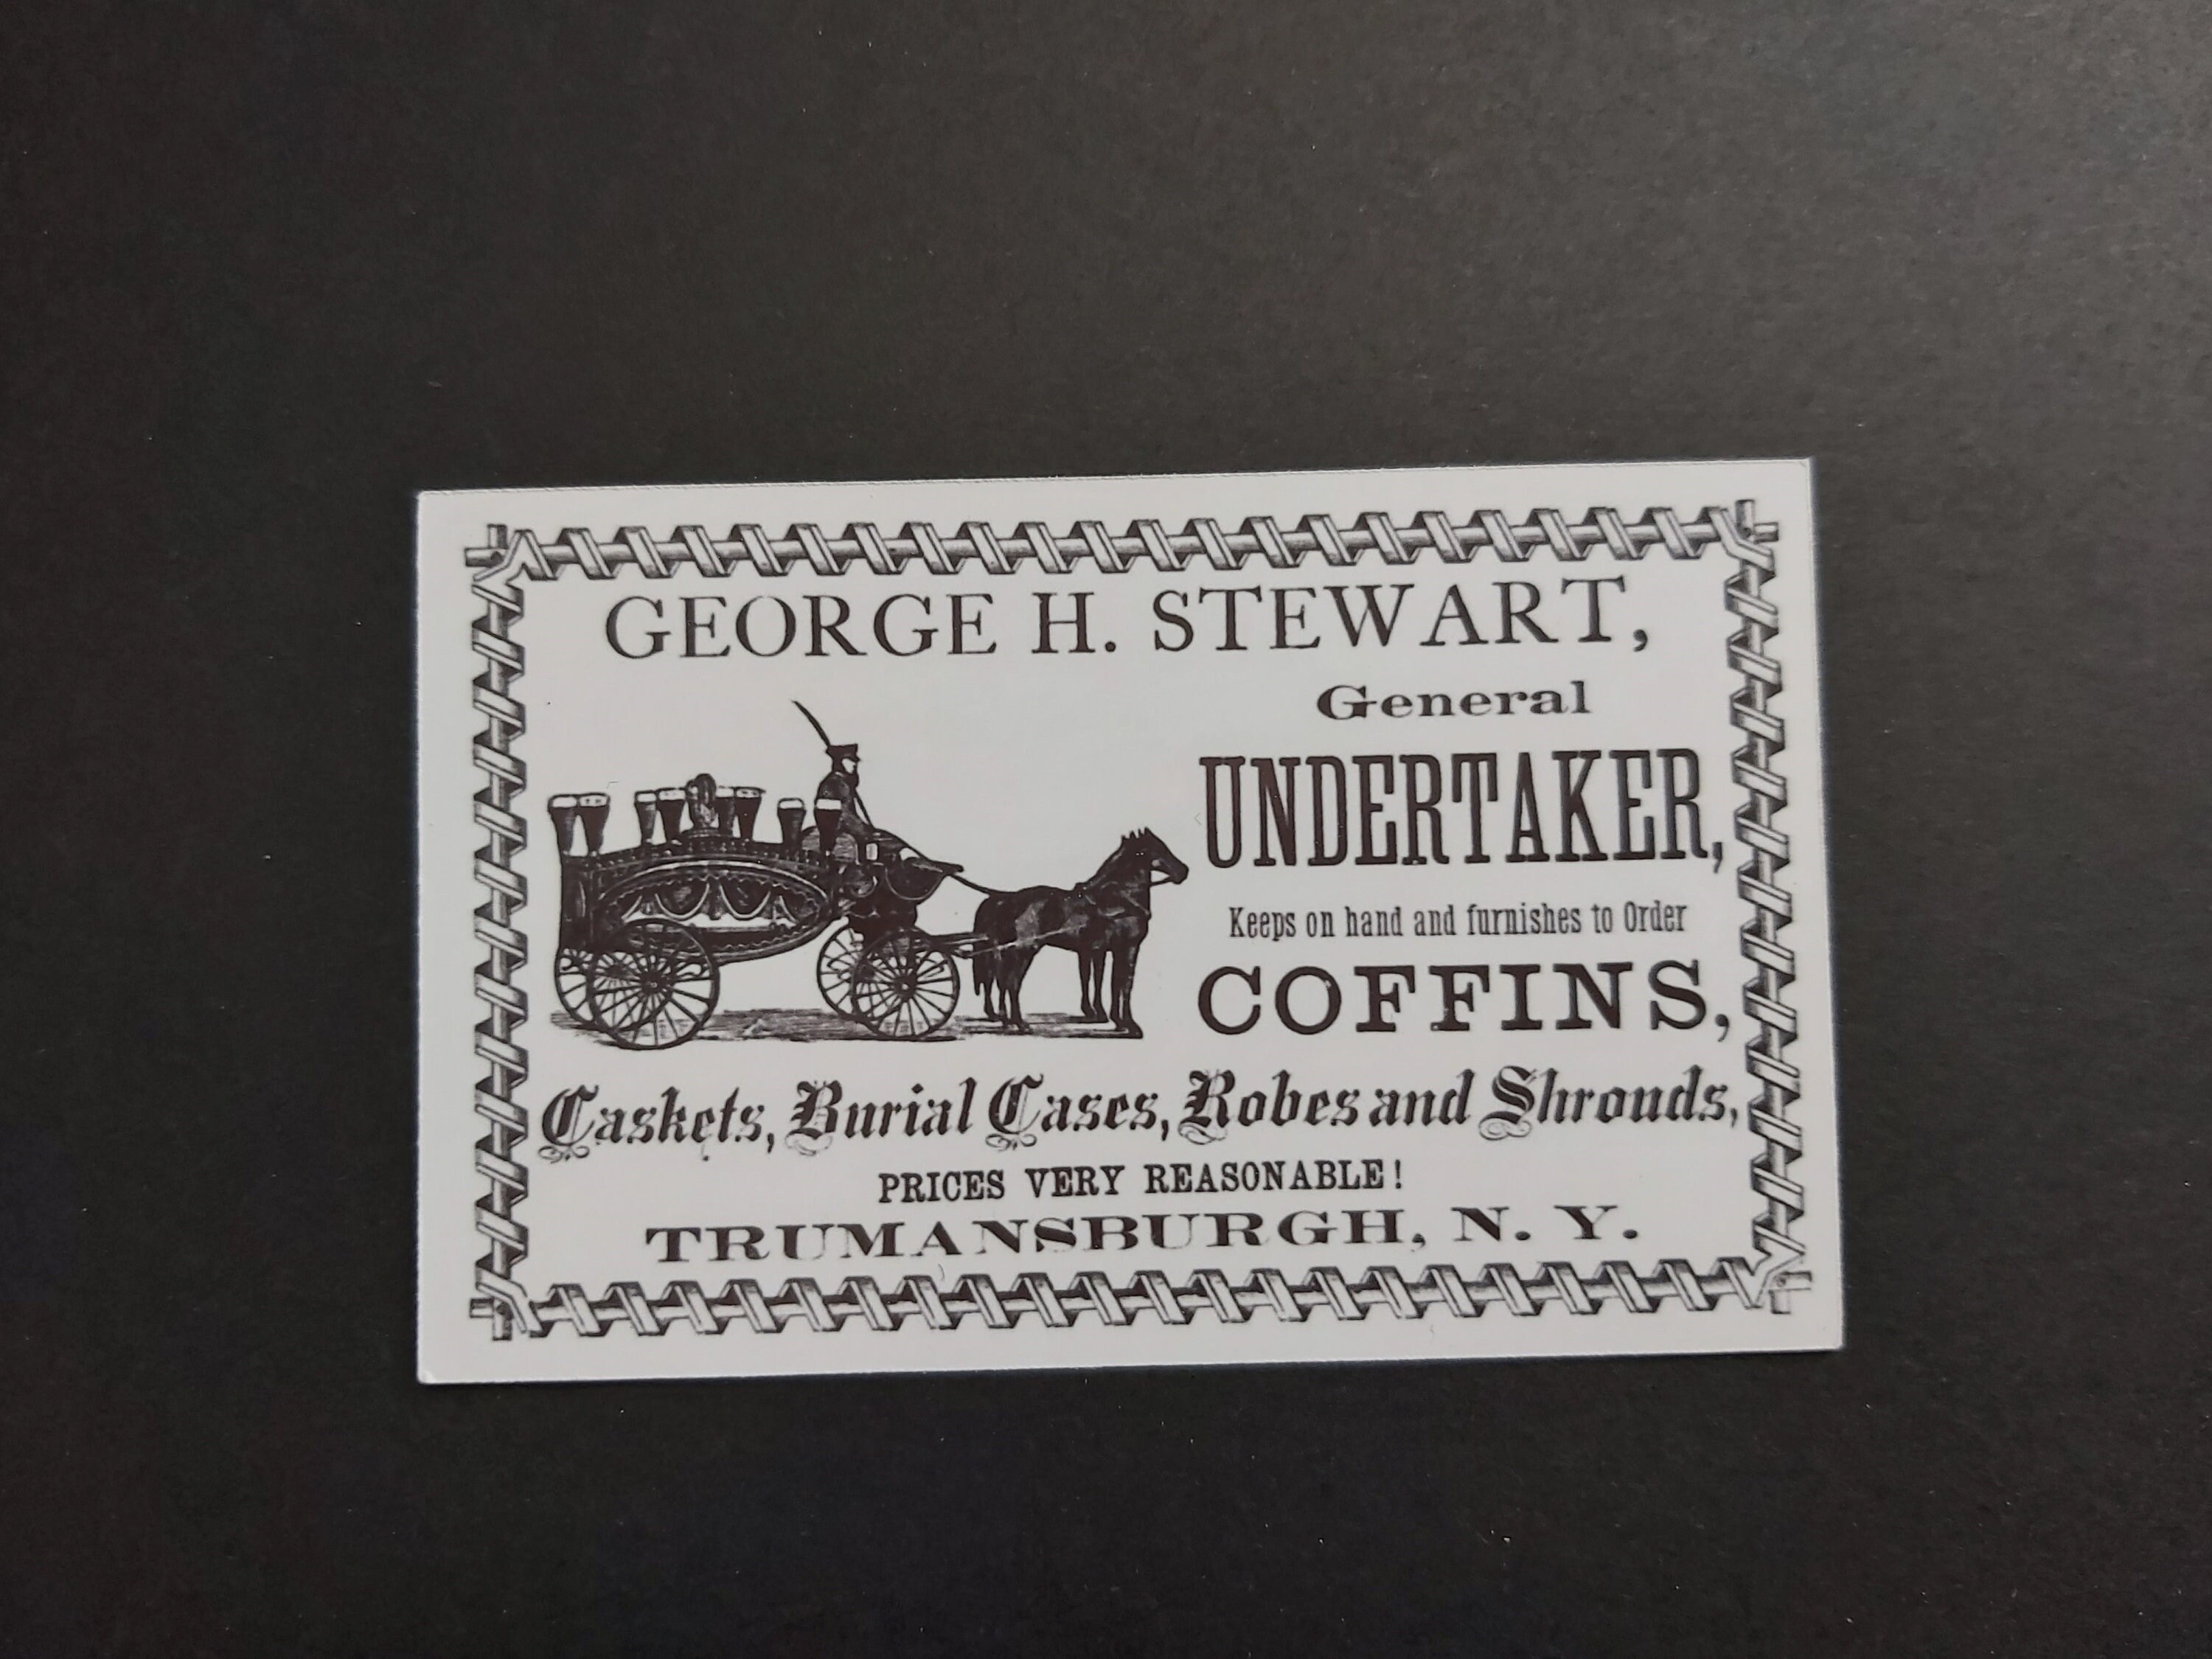 GEORGE H. STEWART,
General
UNDERTAKER,
Keeps on hand and furnishes to Order
COFFINS,
Caskets, Burial Cases, Robes and Shrouds,
PRICES VERY REASONABLE!
TRUMANSBURGH, N. Y.